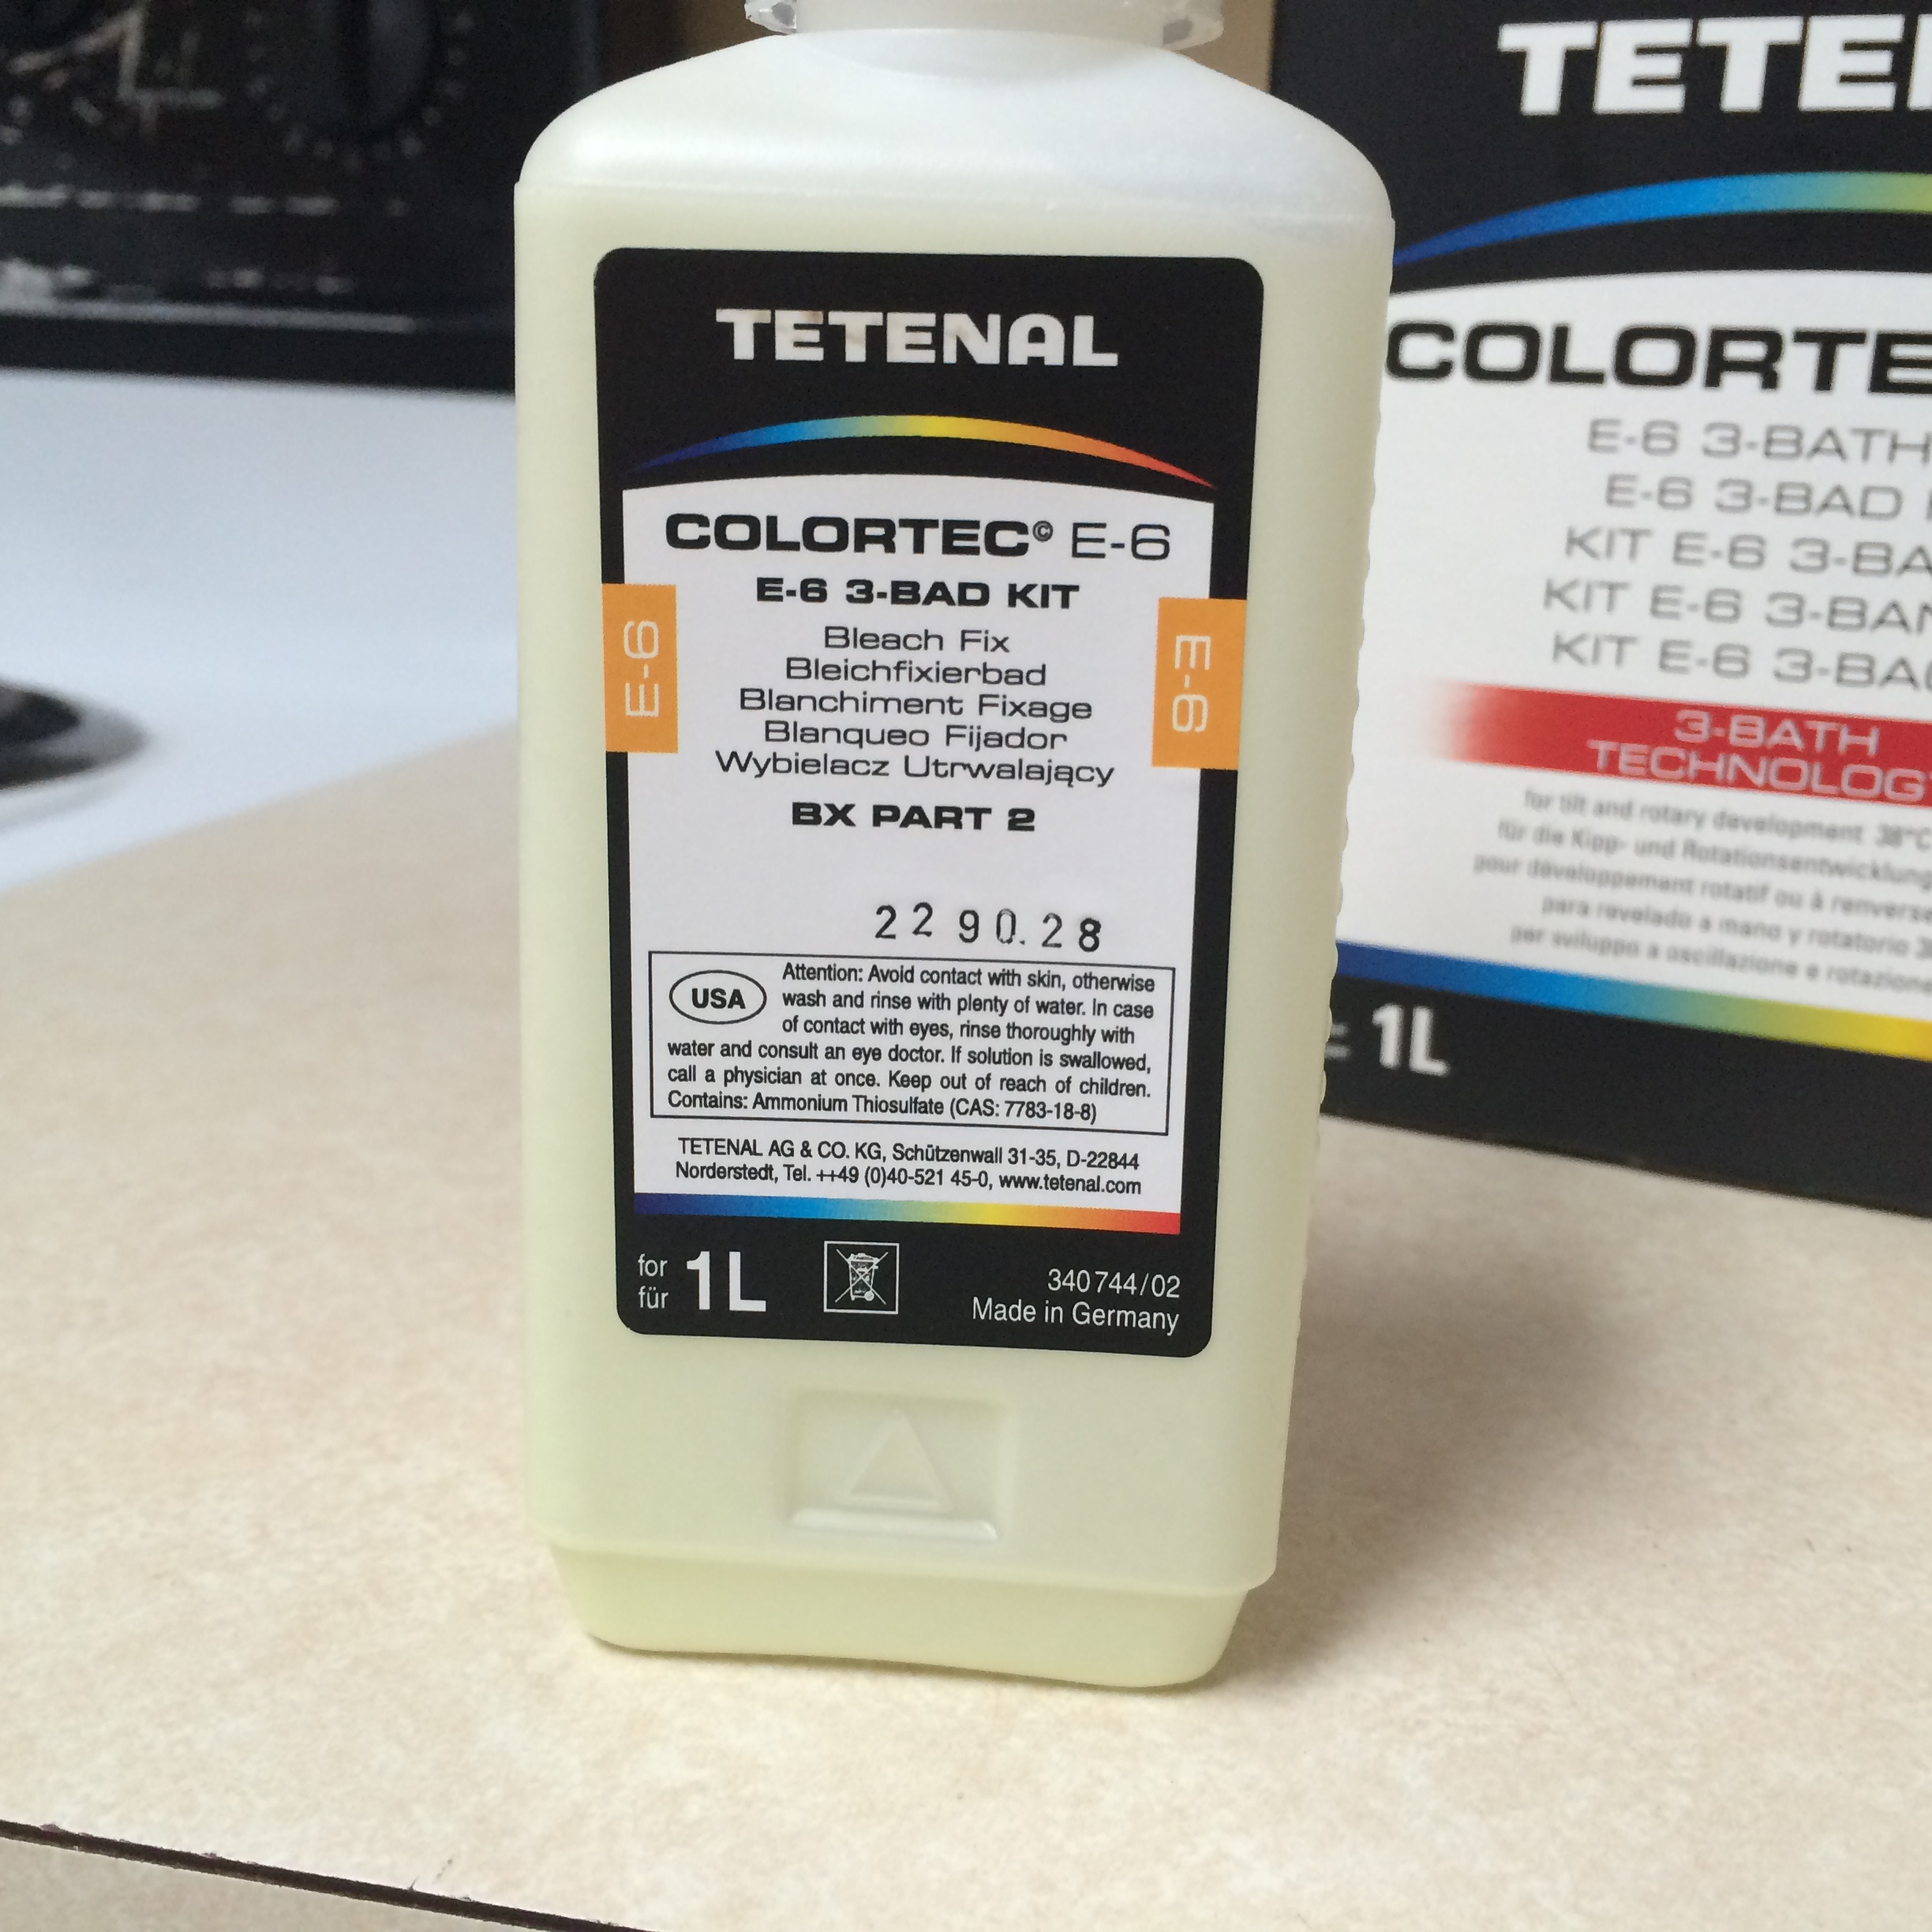 TETENAL
COLORTEC© E-6
E-6 3-BAD KIT
Bleach Fix
Bleichfixierbad
Blanchiment Fixage
Blanqueo Fijador
Wybielacz Utrwalający
BX PART 2
E-6
E-6
2290.28
USA
Attention: Avoid contact with skin, otherwise
wash and rinse with plenty of water. In case
of contact with eyes, rinse thoroughly with
water and consult an eye doctor. If solution is swallowed,
call a physician at once. Keep out of reach of children.
Contains: Ammonium Thiosulfate (CAS: 7783-18-8)
TETENAL AG & CO. KG, Schützenwall 31-35, D-22844
Norderstedt, Tel. ++49 (0)40-521 45-0, www.tetenal.com
for
für
1L
340744/02
Made in Germany
TETE
COLORTE
E-6 3-BATH
E-6 3-BAD
KIT E-6 3-BA
KIT E-6 3-BAN
KIT E-6 3-BA
3-BATH
TECHNOLOG
for tilt and rotary development 38°C
für die Kipp- und Rotationsentwicklung
pour développement rotatif ou à renverse
para revelado a mano y rotatorio 3
per sviluppo a oscillazione e rotazione
1L